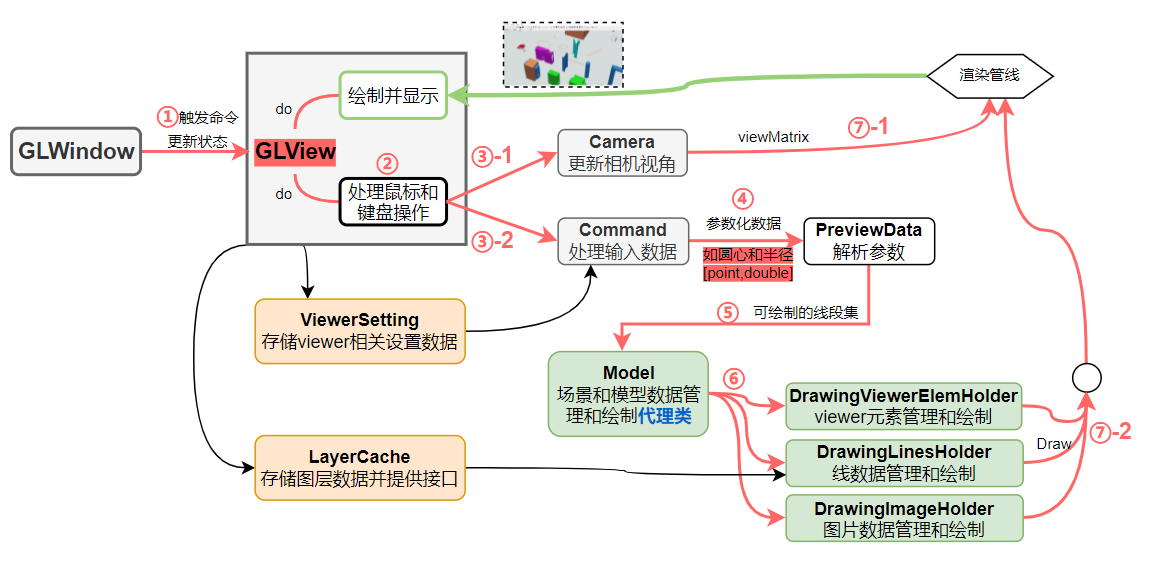 GLWindow
①触发命令
更新状态
do
绘制并显示
GLView
do
②
处理鼠标和
键盘操作
③-1
③-2
Camera
更新相机视角
viewMatrix
⑦-1
渲染管线
Command
处理输入数据
④
参数化数据
如圆心和半径
[point,double]
PreviewData
解析参数
⑤
可绘制的线段集
ViewerSetting
存储viewer相关设置数据
Model
场景和模型数据管
理和绘制代理类
⑥
DrawingViewerElemHolder
viewer元素管理和绘制
LayerCache
存储图层数据并提供接口
DrawingLinesHolder
线数据管理和绘制
Draw
⑦-2
DrawingImageHolder
图片数据管理和绘制